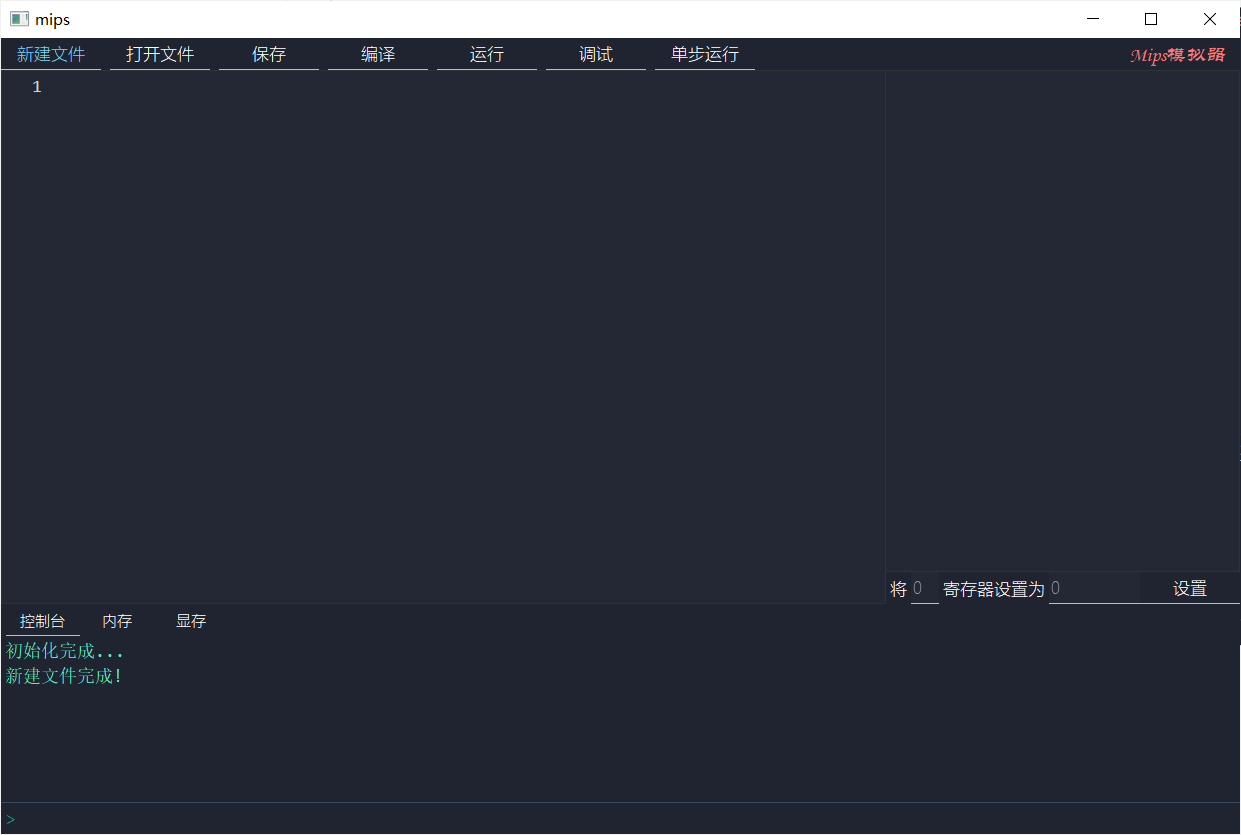 mips
新建文件 打开文件 保存 编译 运行 调试 单步运行 Mips模拟器
1
将 0 寄存器设置为 0 设置
控制台 内存 显存
初始化完成...
新建文件完成!
>